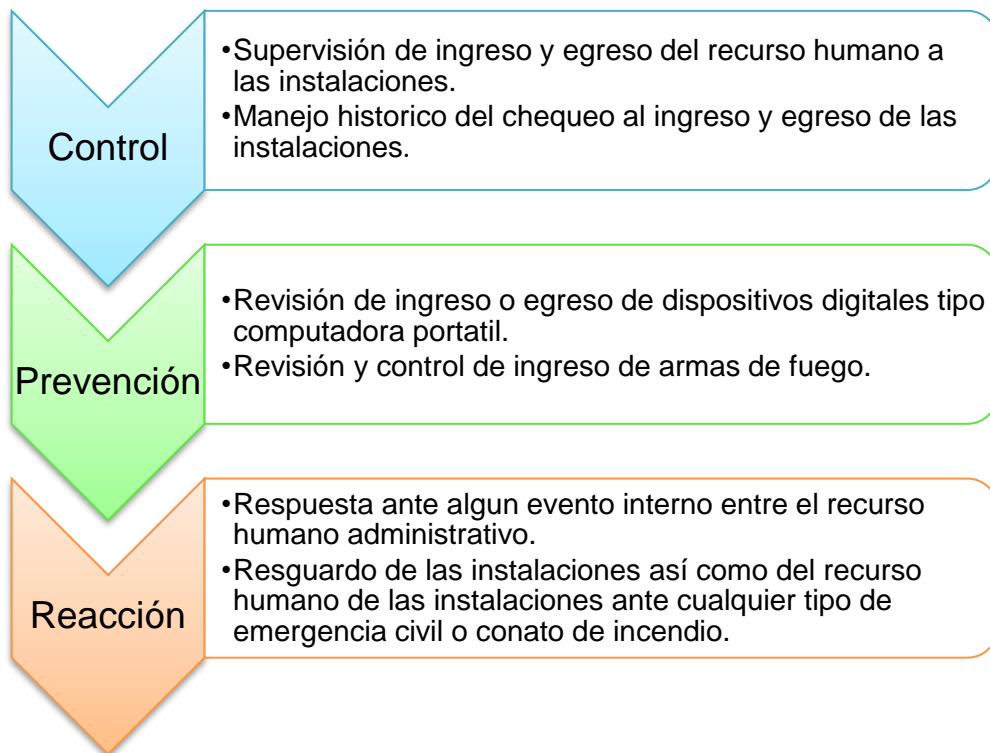 Control
•Supervisión de ingreso y egreso del recurso humano a
las instalaciones.
•Manejo historico del chequeo al ingreso y egreso de las
instalaciones.
Prevención
•Revisión de ingreso o egreso de dispositivos digitales tipo
computadora portatil.
•Revisión y control de ingreso de armas de fuego.
Reacción
•Respuesta ante algun evento interno entre el recurso
humano administrativo.
•Resguardo de las instalaciones así como del recurso
humano de las instalaciones ante cualquier tipo de
emergencia civil o conato de incendio.